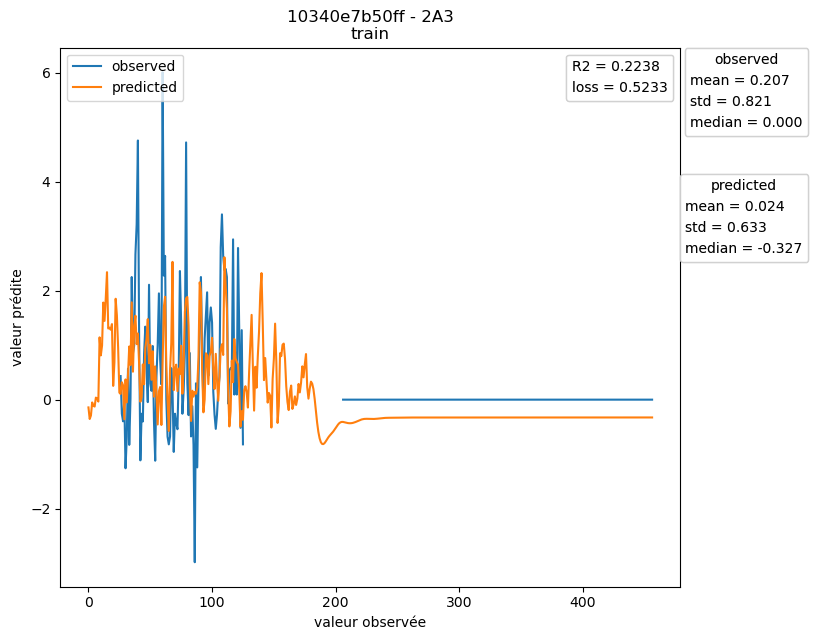 10340e7b50ff - 2A3
train
observed
predicted
R2 = 0.2238
loss = 0.5233
observed
mean = 0.207
std = 0.821
median = 0.000
predicted
mean = 0.024
std = 0.633
median = -0.327
valeur prédite
6
4
2
0
−2
0 100 200 300 400
valeur observée